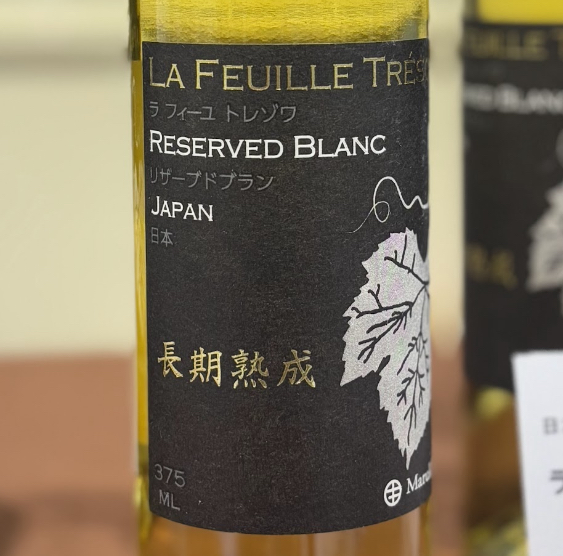 LA FEUILLE TRÉS
ラ フィーユ トレゾワ
RESERVED BLANC
リザーブドブラン
JAPAN
日本
長期熟成
375
ML